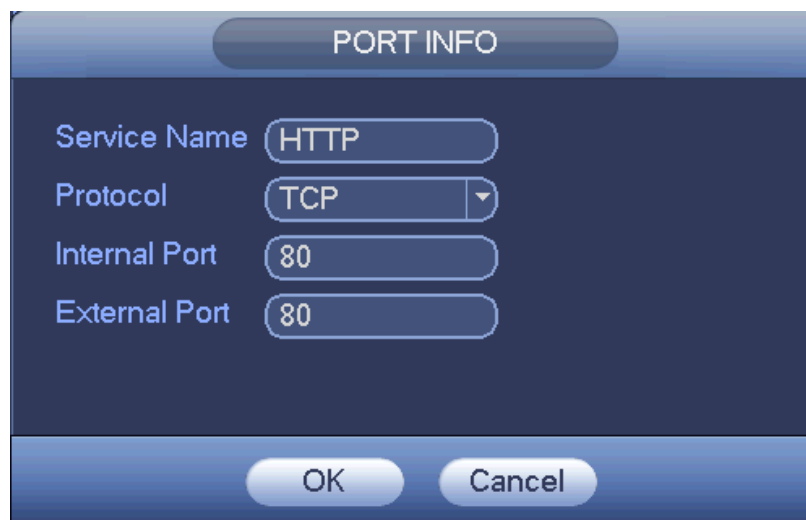 PORT INFO
Service Name HTTP
Protocol TCP
Internal Port 80
External Port 80
OK Cancel